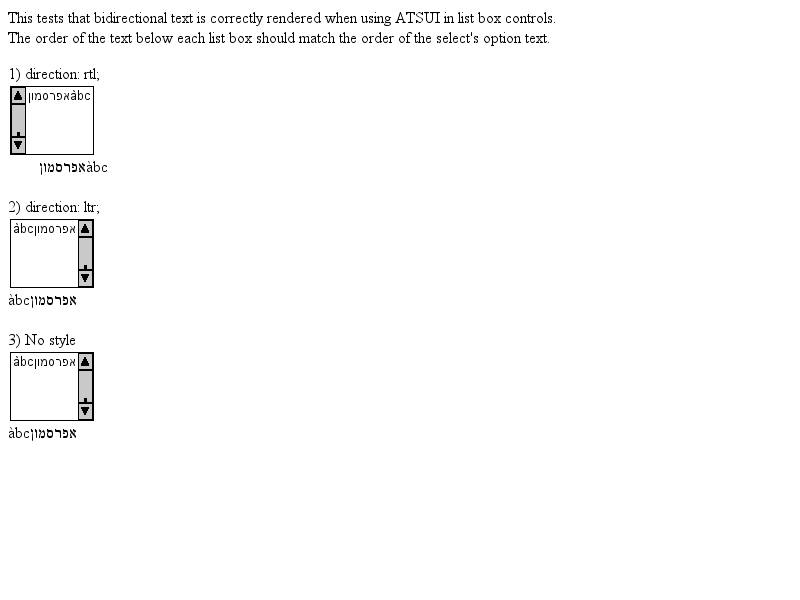 This tests that bidirectional text is correctly rendered when using ATSUI in list box controls.
The order of the text below each list box should match the order of the select's option text.
1) direction: rtl;
àbcאפרסמון
àbcאפרסמון
2) direction: ltr;
àbcאפרסמון
àbcאפרסמון
3) No style
àbcאפרסמון
àbcאפרסמון